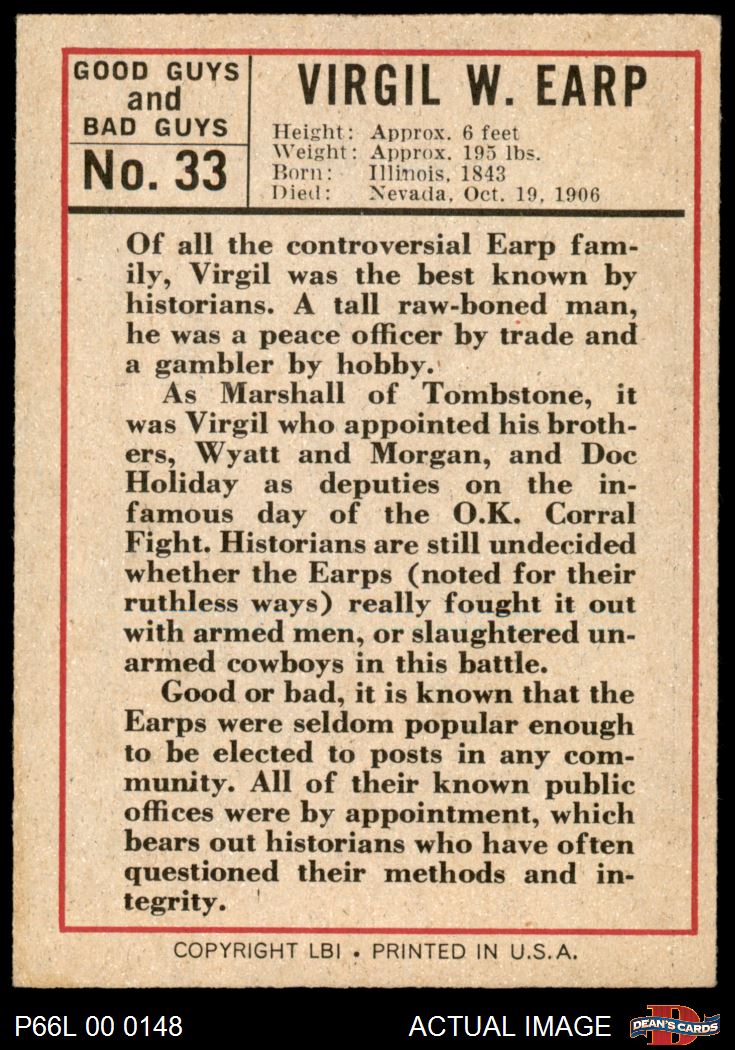 GOOD GUYS
and
BAD GUYS
No. 33
VIRGIL W. EARP
Height: Approx. 6 feet
Weight: Approx. 195 lbs.
Born: Illinois, 1843
Died: Nevada, Oct. 19, 1906
Of all the controversial Earp fam-
ily, Virgil was the best known by
historians. A tall raw-boned man,
he was a peace officer by trade and
a gambler by hobby.
As Marshall of Tombstone, it
was Virgil who appointed his broth-
ers, Wyatt and Morgan, and Doc
Holiday as deputies on the in-
famous day of the O.K. Corral
Fight. Historians are still undecided
whether the Earps (noted for their
ruthless ways) really fought it out
with armed men, or slaughtered un-
armed cowboys in this battle.
Good or bad, it is known that the
Earps were seldom popular enough
to be elected to posts in any com-
munity. All of their known public
offices were by appointment, which
bears out historians who have often
questioned their methods and in-
tegrity.
COPYRIGHT LBI • PRINTED IN U.S.A.
P66L 00 0148
ACTUAL IMAGE
D
DEAN'S CARDS